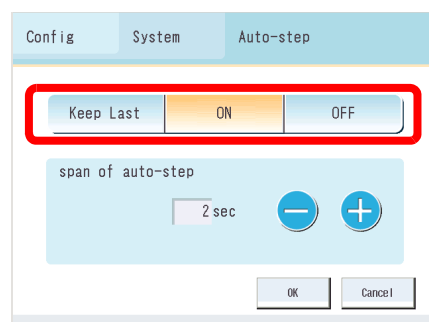 Config System Auto-step
Keep Last ON OFF
span of auto-step
2 sec
OK Cancel